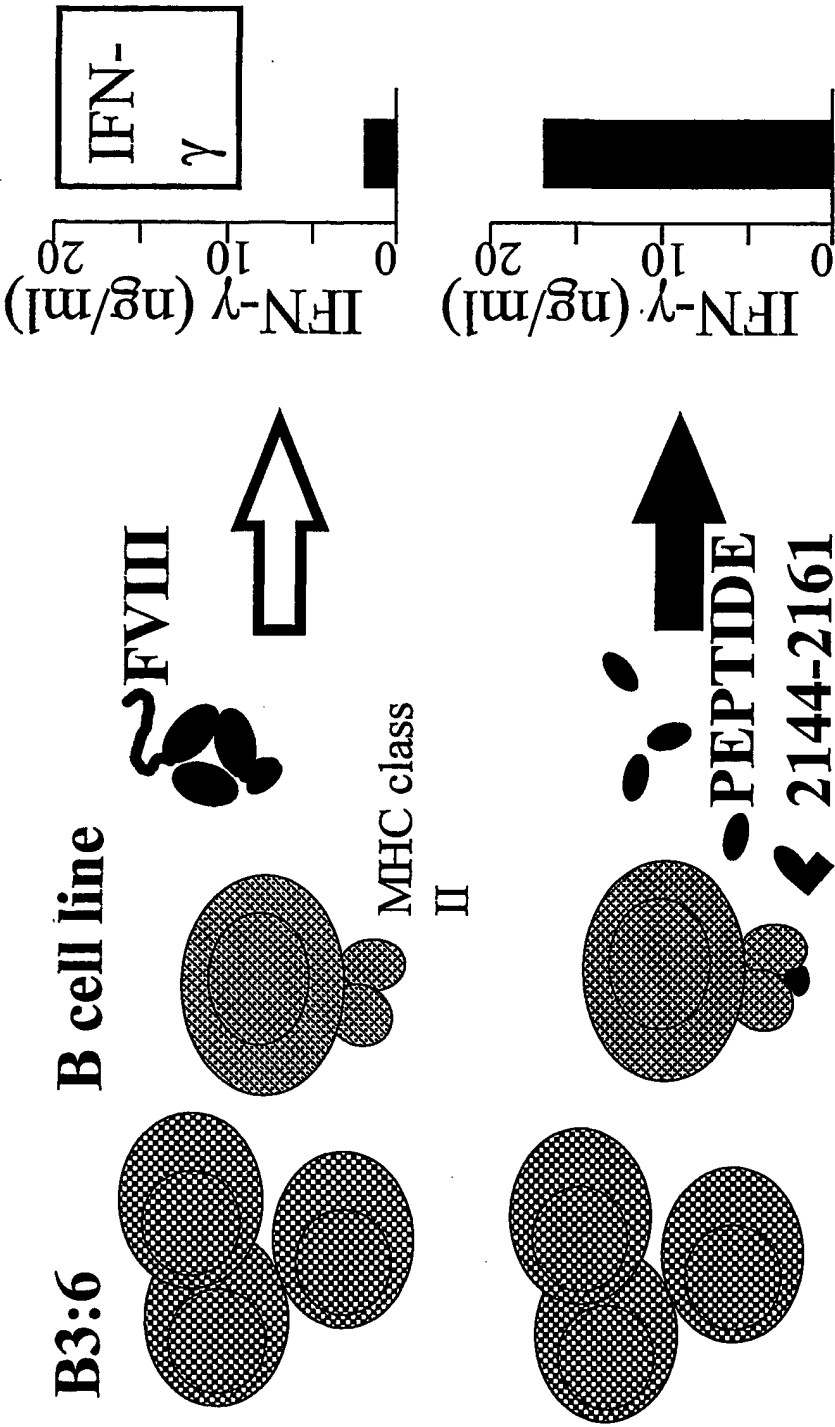 B3:6
B cell line
FVIII
MHC class
II
IFN-γ (ng/ml)
20
10
0
IFN-
γ
PEPTIDE
2144-2161
IFN-γ (ng/ml)
20
10
0